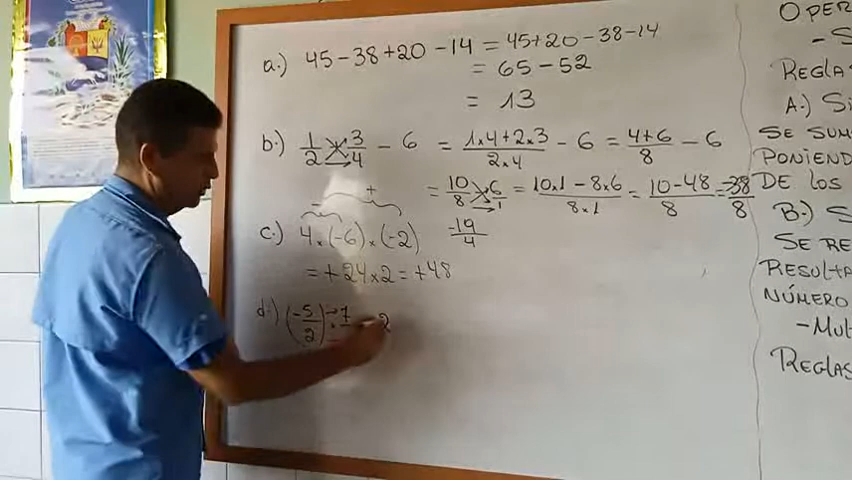 a.) 45-38+20-14 = 45+20-38-14
= 65-52
= 13
b.) 1/2 + 3/4 - 6 = 1x4+2x3/2x4 - 6 = 4+6/8 - 6
= 10/8 - 6/1 = 10x1-8x6/8x1 = 10-48/8 = -38/8
-19/4
- +
c.) 4x(-6)x(-2)
= +24x2 = +48
d.) (-5/2) : 7 2
OPER
- S
REGLA
A.) Si
SE SUM
PONIEND
DE LOS
B.) S
SE RE
RESULTA
NÚMERO
- Mul
REGLAS